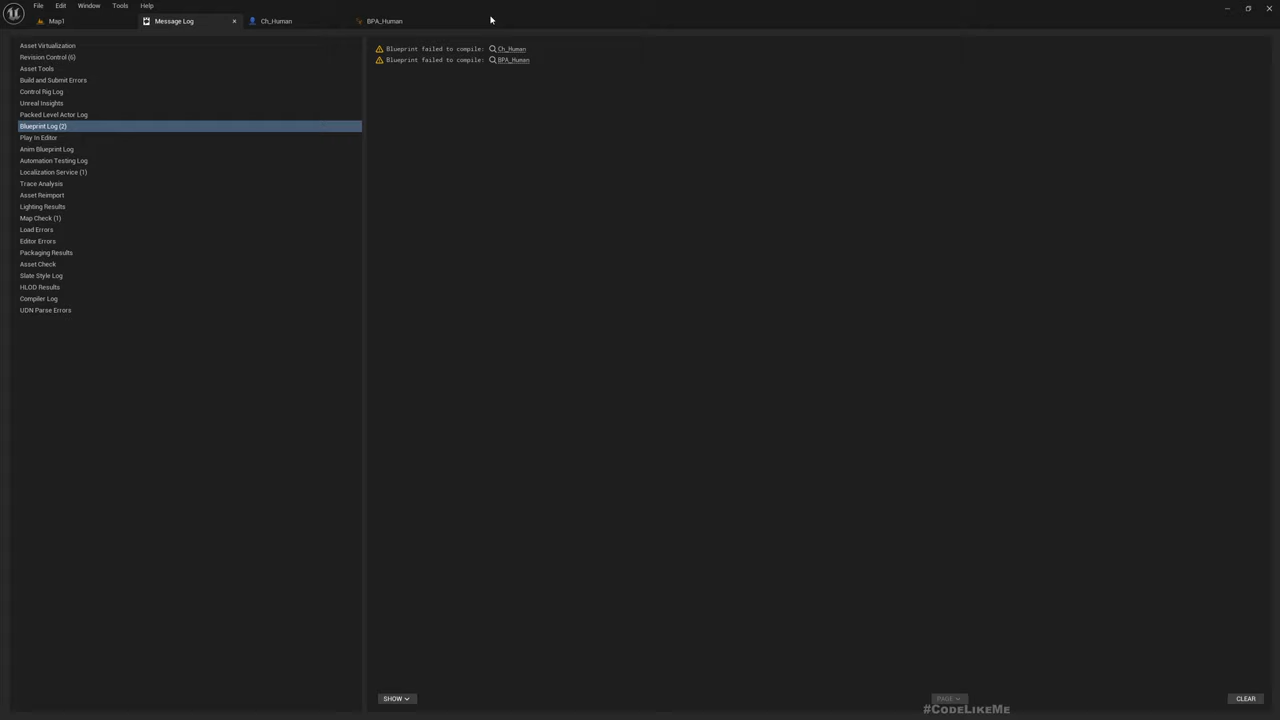 File Edit Window Tools Help
Map1 Message Log Ch_Human BPA_Human
Asset Virtualization
Revision Control (6)
Asset Tools
Build and Submit Errors
Control Rig Log
Unreal Insights
Packed Level Actor Log
Blueprint Log (2)
Play In Editor
Anim Blueprint Log
Automation Testing Log
Localization Service (1)
Trace Analysis
Asset Reimport
Lighting Results
Map Check (1)
Load Errors
Editor Errors
Packaging Results
Asset Check
Slate Style Log
HLOD Results
Compiler Log
UDN Parse Errors
Blueprint failed to compile: Ch_Human
Blueprint failed to compile: BPA_Human
SHOW PAGE CLEAR
#CodeLikeMe